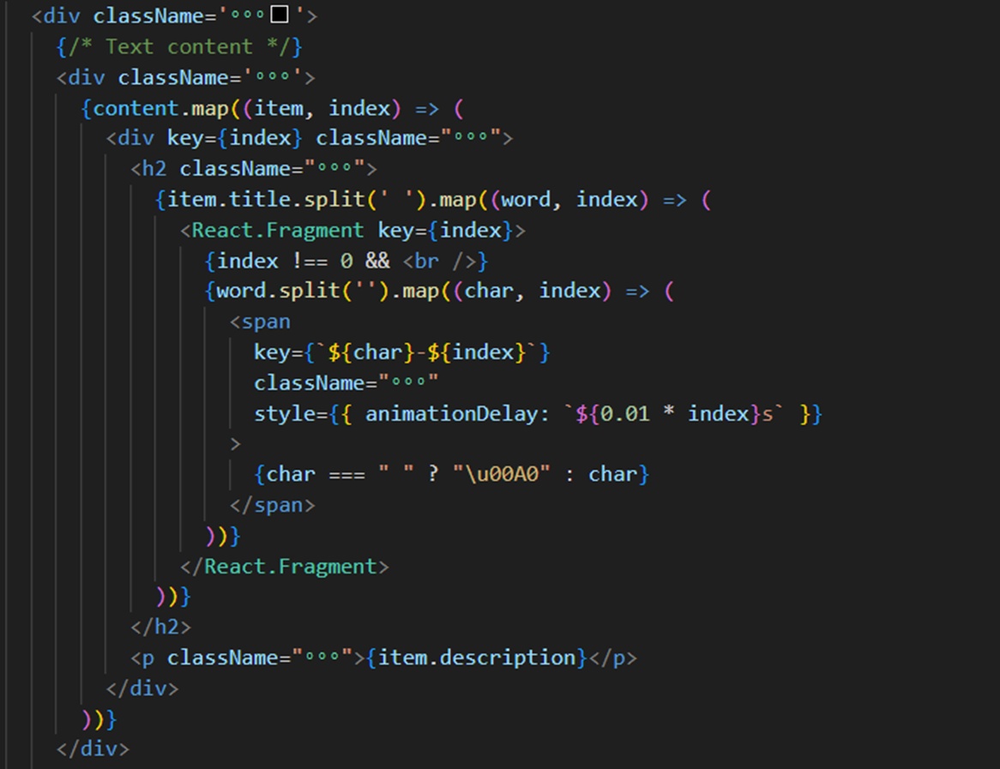 <div className='∘∘∘ '>
{/* Text content */}
<div className='∘∘∘'>
{content.map((item, index) => (
<div key={index} className="∘∘∘">
<h2 className="∘∘∘">
{item.title.split(' ').map((word, index) => (
<React.Fragment key={index}>
{index !== 0 && <br />}
{word.split('').map((char, index) => (
<span
key={`${char}-${index}`}
className="∘∘∘"
style={{ animationDelay: `${0.01 * index}s` }}
>
{char === " " ? "\u00A0" : char}
</span>
))}
</React.Fragment>
))}
</h2>
<p className="∘∘∘">{item.description}</p>
</div>
))}
</div>